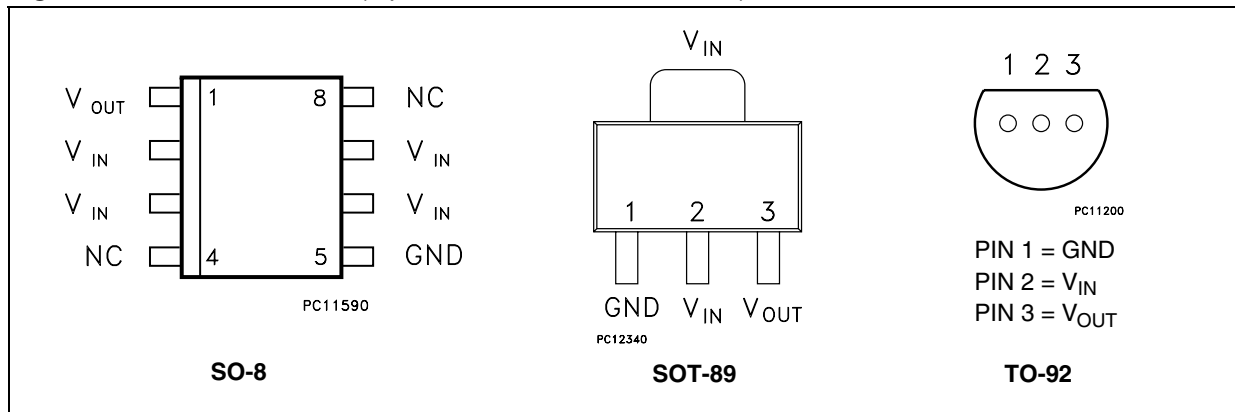 V OUT 1 8 NC
V IN V IN
V IN V IN
NC 4 5 GND
PC11590
SO-8
V IN
1 2 3
GND V IN V OUT
PC12340
SOT-89
1 2 3
PC11200
PIN 1 = GND
PIN 2 = V IN
PIN 3 = V OUT
TO-92